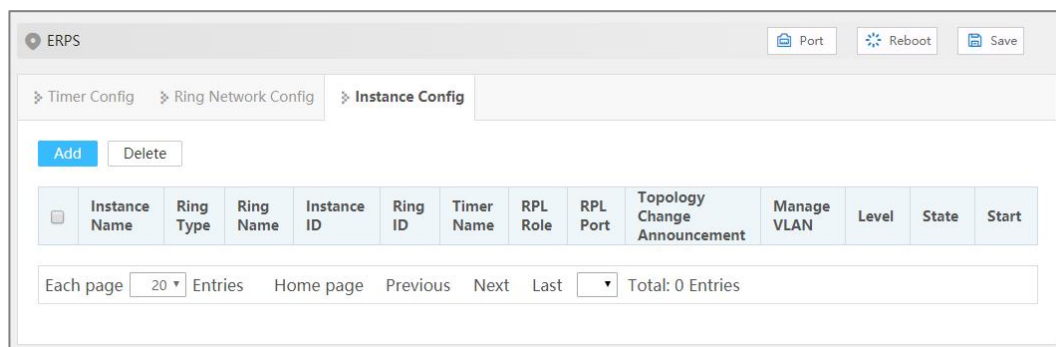 ERPS Port Reboot Save
Timer Config Ring Network Config Instance Config
Add Delete
Instance Name Ring Type Ring Name Instance ID Ring ID Timer Name RPL Role RPL Port Topology Change Announcement Manage VLAN Level State Start
Each page 20 Entries Home page Previous Next Last Total: 0 Entries